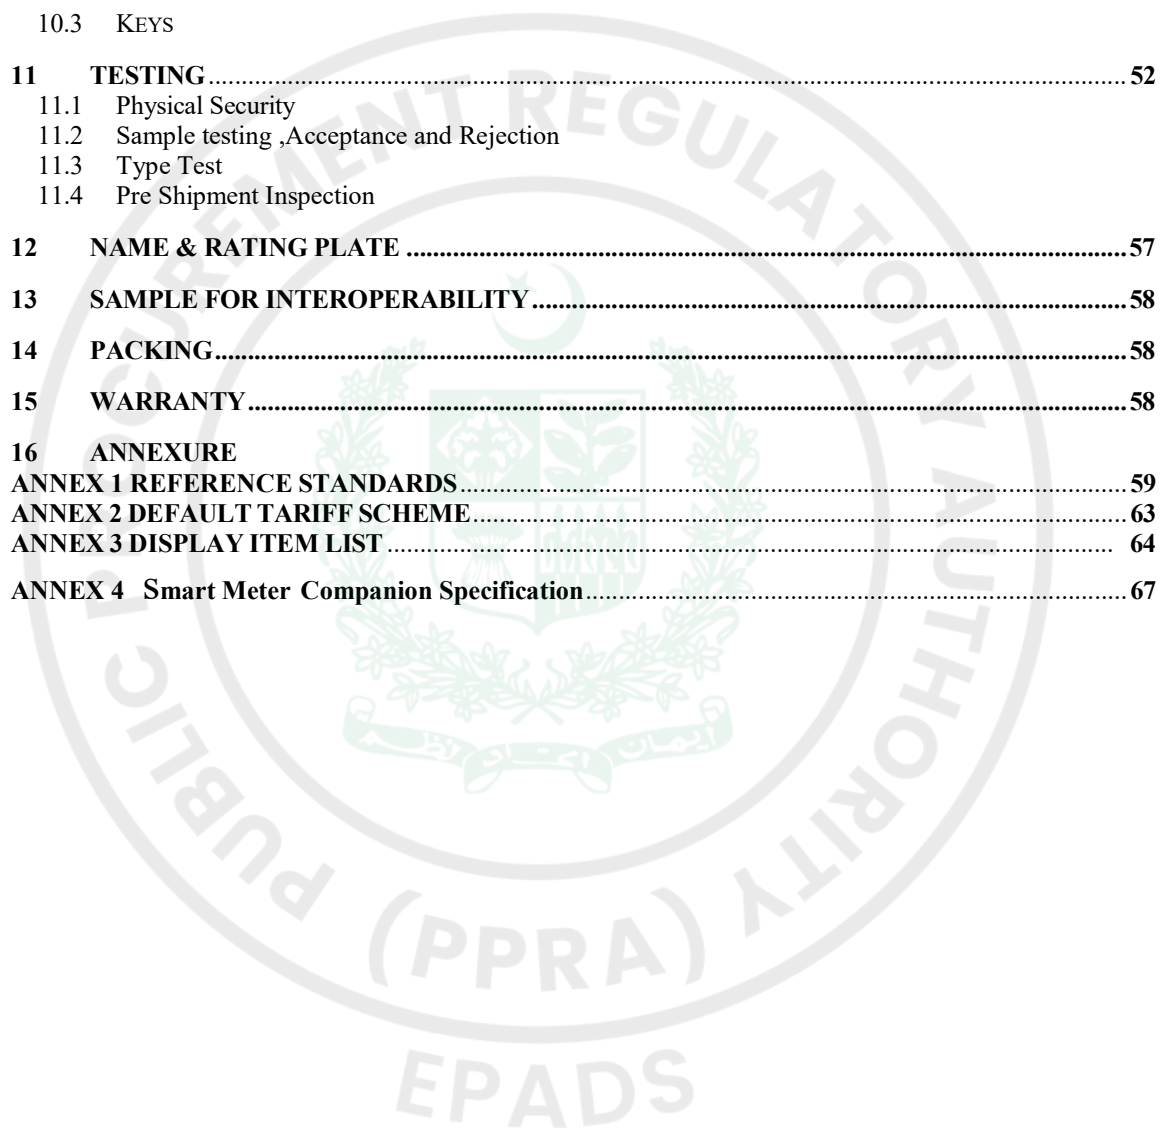 10.3 KEYS
11 TESTING 52
11.1 Physical Security
11.2 Sample testing ,Acceptance and Rejection
11.3 Type Test
11.4 Pre Shipment Inspection
12 NAME & RATING PLATE 57
13 SAMPLE FOR INTEROPERABILITY 58
14 PACKING 58
15 WARRANTY 58
16 ANNEXURE
ANNEX 1 REFERENCE STANDARDS 59
ANNEX 2 DEFAULT TARIFF SCHEME 63
ANNEX 3 DISPLAY ITEM LIST 64
ANNEX 4 Smart Meter Companion Specification 67
PUBLIC PROCUREMENT REGULATORY AUTHORITY
(PPRA)
EPADS